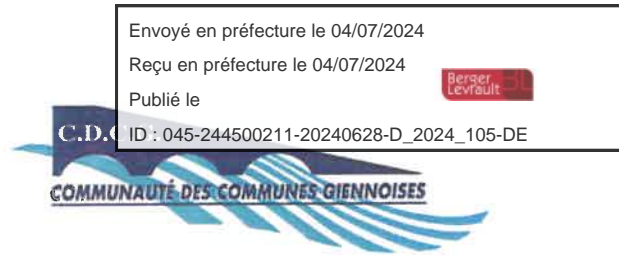 Envoyé en préfecture le 04/07/2024
Reçu en préfecture le 04/07/2024
Berger
Levrault
Publié le
ID : 045-244500211-20240628-D_2024_105-DE
COMMUNAUTÉ DES COMMUNES GIENNOISES